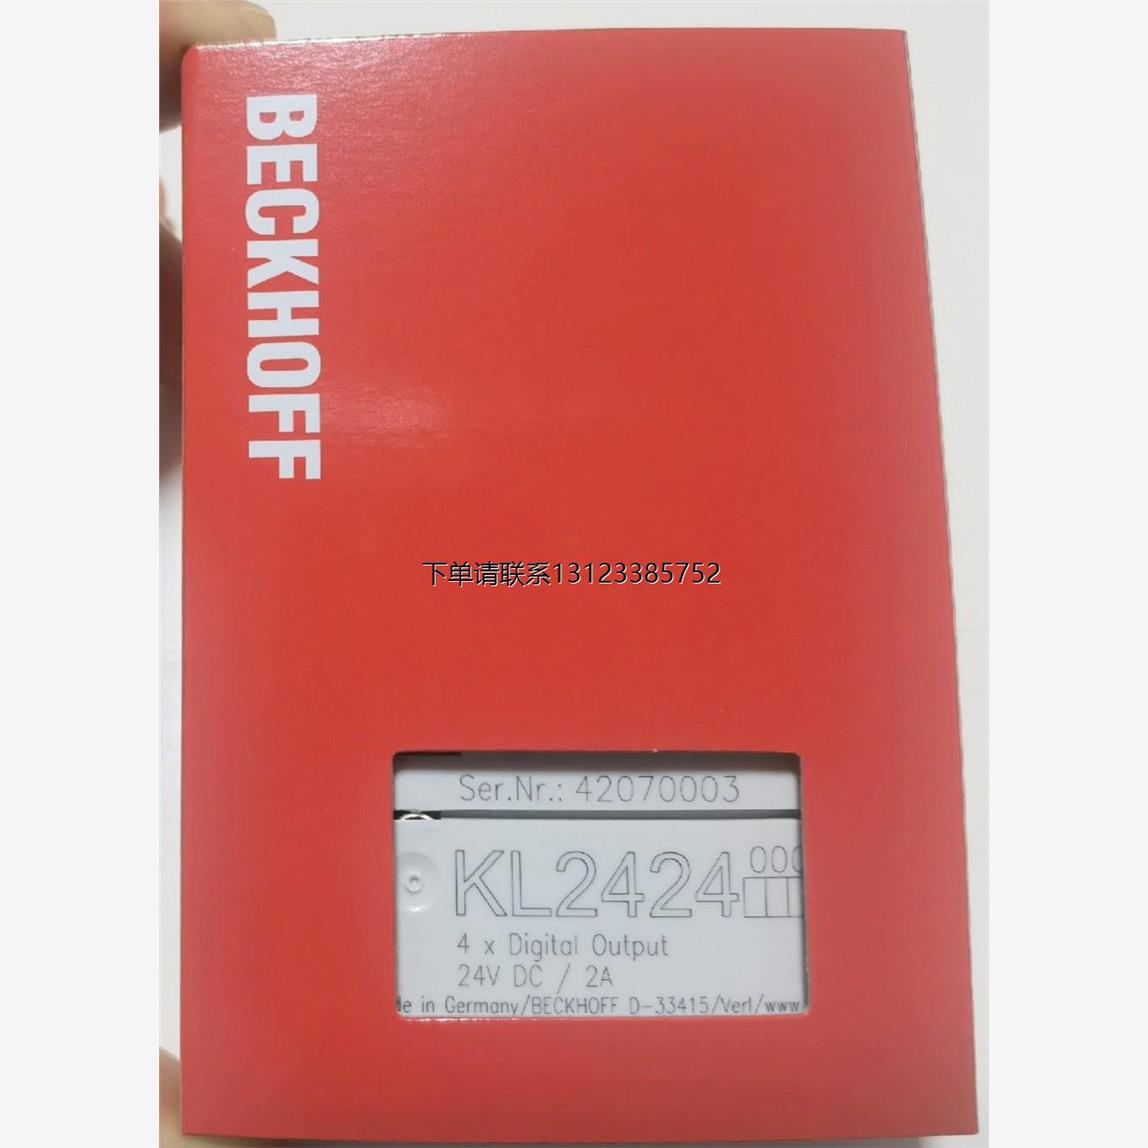 BECKHOFF
下单请联系13123385752
Ser.Nr.: 42070003
KL2424
4 x Digital Output
24V DC / 2A
de in Germany/BECKHOFF D-33415/Verl/www